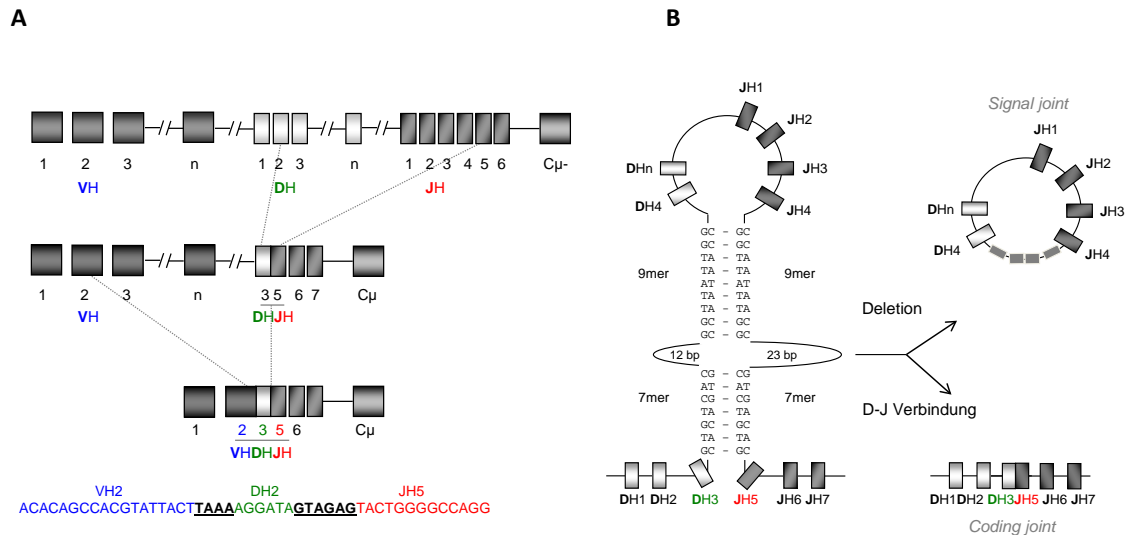 A
1 2 3 n 1 2 3 n 1 2 3 4 5 6 Cμ-
VH DH JH
1 2 3 n 3 5 6 7 Cμ
VH DHJH
1 2 3 5 6 Cμ
VHDHJH
VH2 DH2 JH5
ACACAGCCACGTATTACTTAAAAGGATAGTAGAGTACTGGGGCCAGG
B
JH1
JH2
DHn JH3
DH4 JH4
GC – GC
GC – GC
TA – TA
TA – TA
9mer AT – AT 9mer
TA – TA
TA – TA
GC – GC
GC – GC
12 bp 23 bp
CG – CG
AT – AT
7mer CG – CG 7mer
TA – TA
GC – GC
TA – TA
GC – GC
DH1 DH2 DH3 JH5 JH6 JH7
Deletion
D-J Verbindung
Signal joint
JH1
JH2
DHn JH3
DH4 JH4
DH1 DH2 DH3JH5 JH6 JH7
Coding joint